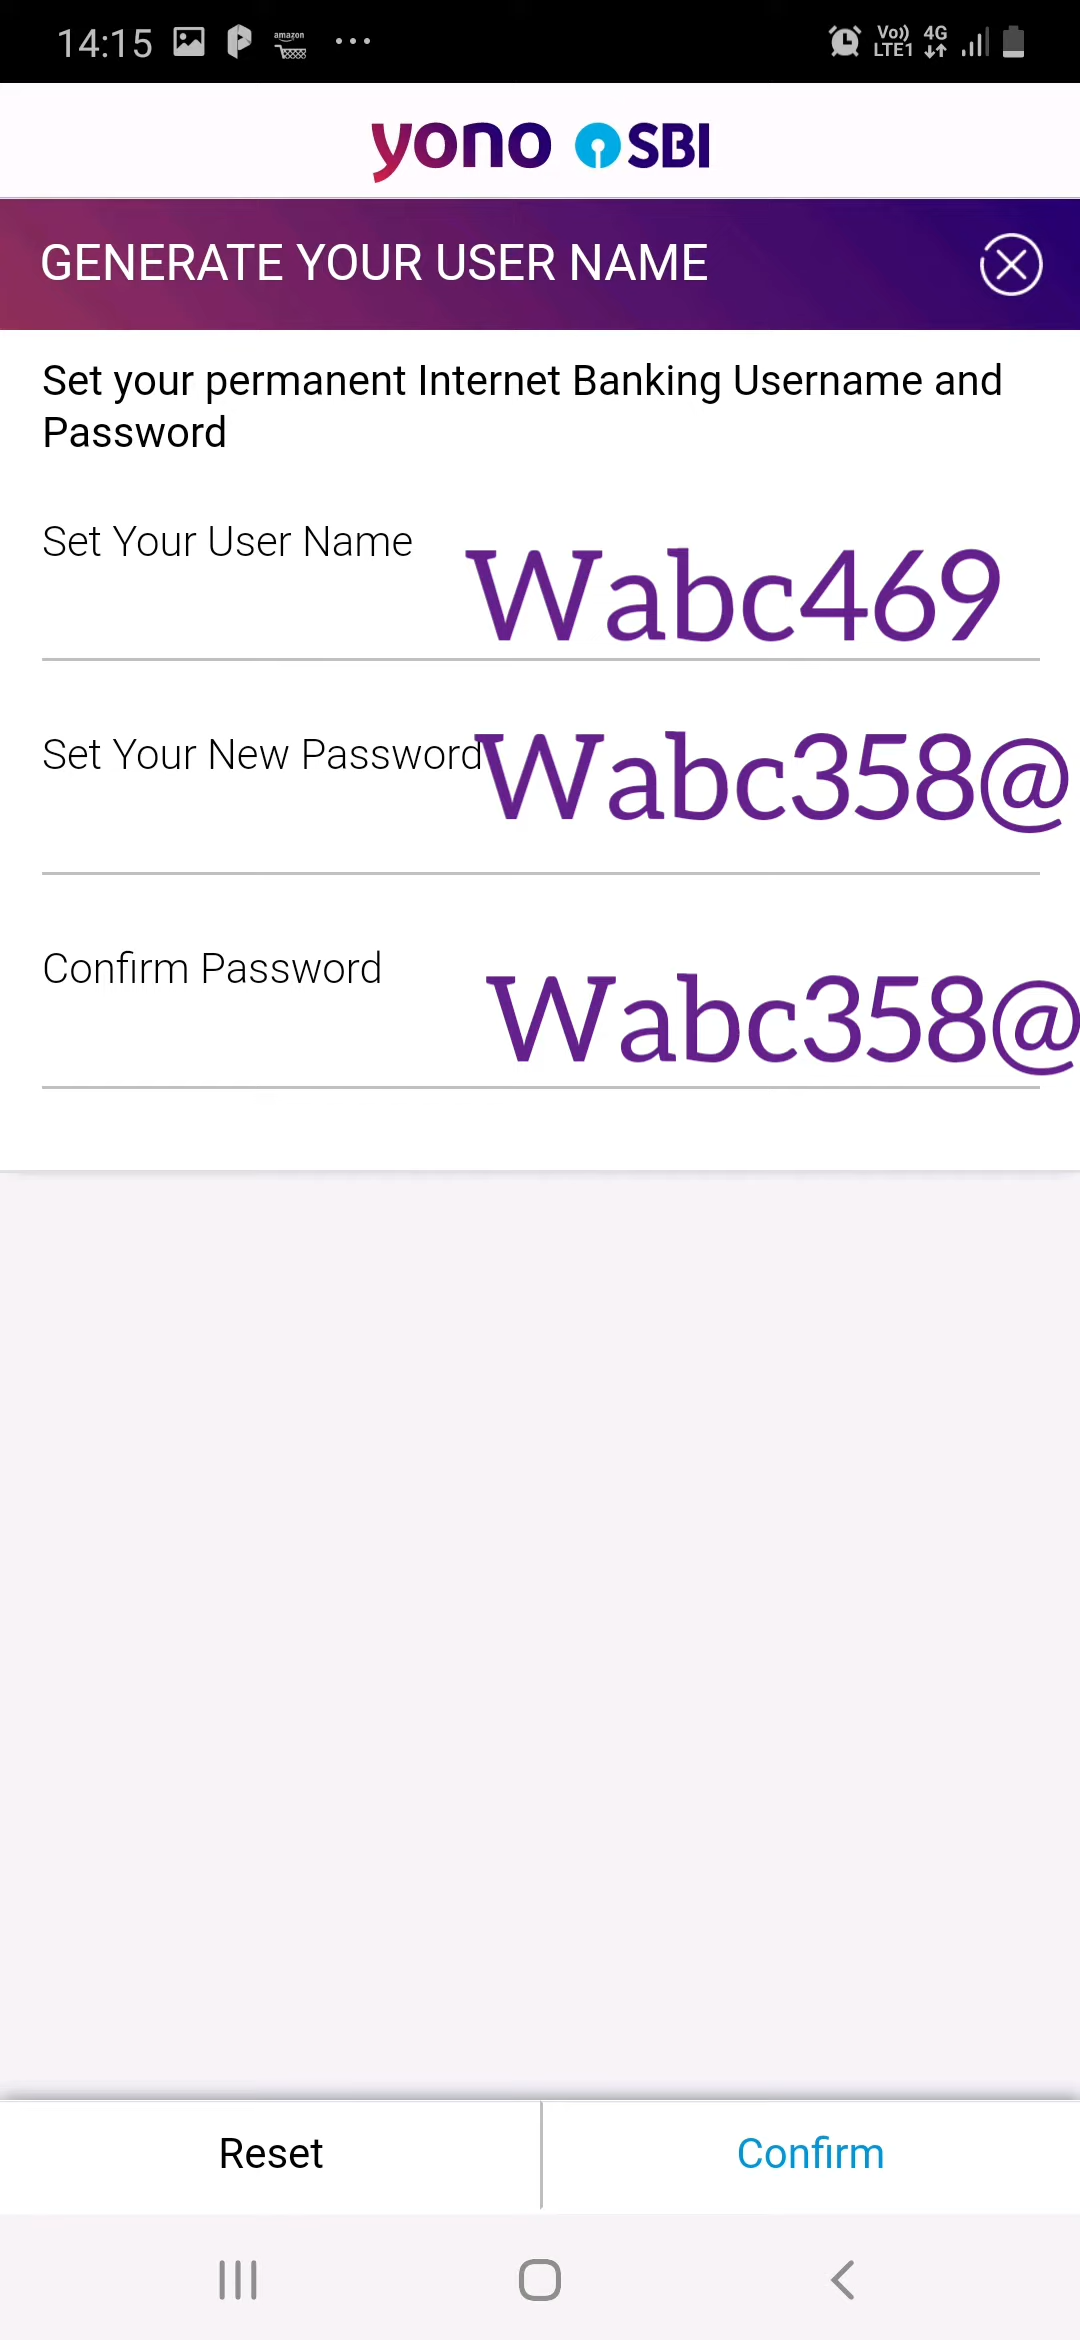 14:15 amazon ... Vo)) LTE1 4G
yono SBI
GENERATE YOUR USER NAME
Set your permanent Internet Banking Username and
Password
Set Your User Name Wabc469
Set Your New Password Wabc358@
Confirm Password Wabc358@
Reset Confirm